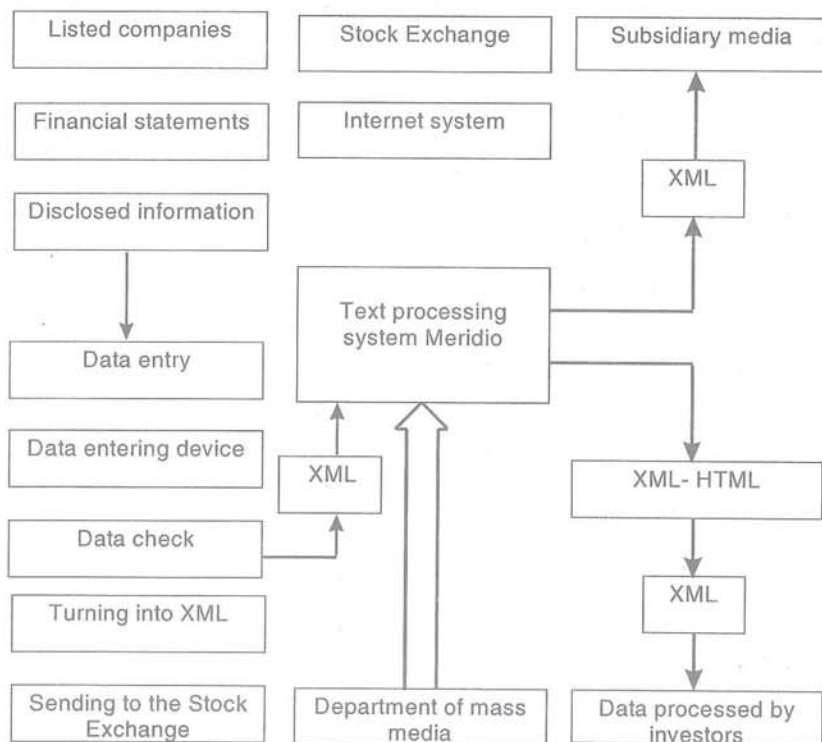 Listed companies
Stock Exchange
Subsidiary media
Financial statements
Internet system
XML
Disclosed information
Text processing
system Meridio
Data entry
Data entering device
XML
XML- HTML
Data check
XML
Turning into XML
Sending to the Stock
Exchange
Department of mass
media
Data processed by
investors